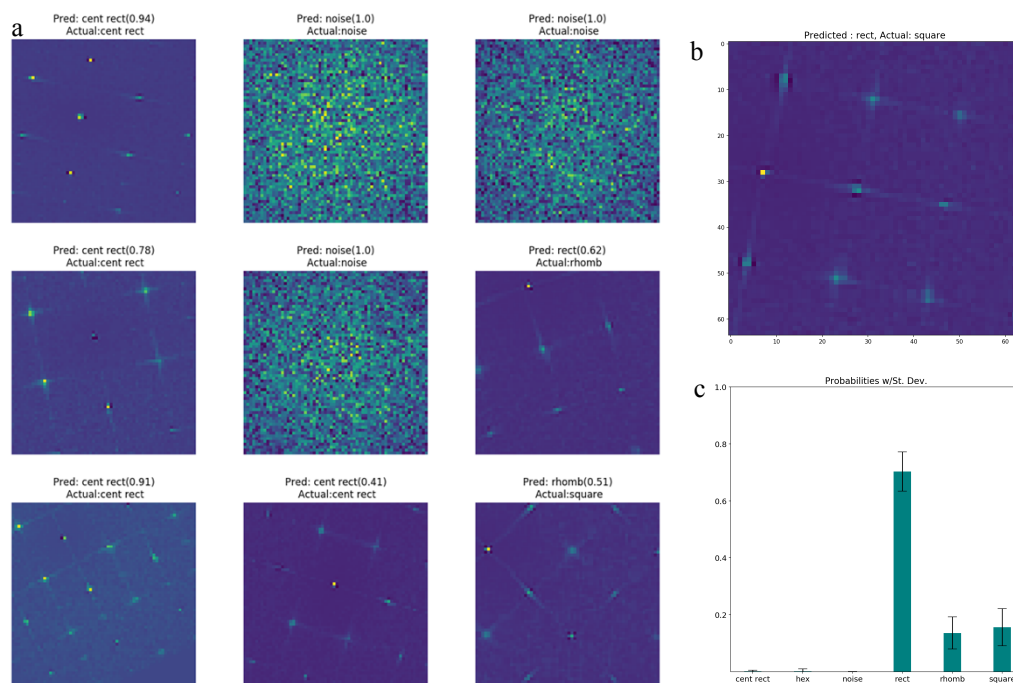 a
Pred: cent rect(0.94)
Actual:cent rect
Pred: noise(1.0)
Actual:noise
Pred: noise(1.0)
Actual:noise
Pred: cent rect(0.78)
Actual:cent rect
Pred: noise(1.0)
Actual:noise
Pred: rect(0.62)
Actual:rhomb
Pred: cent rect(0.91)
Actual:cent rect
Pred: cent rect(0.41)
Actual:cent rect
Pred: rhomb(0.51)
Actual:square
b
Predicted : rect, Actual: square
0
10
20
30
40
50
60
0 10 20 30 40 50 60
c
Probabilities w/St. Dev.
1.0
0.8
0.6
0.4
0.2
cent rect hex noise rect rhomb square